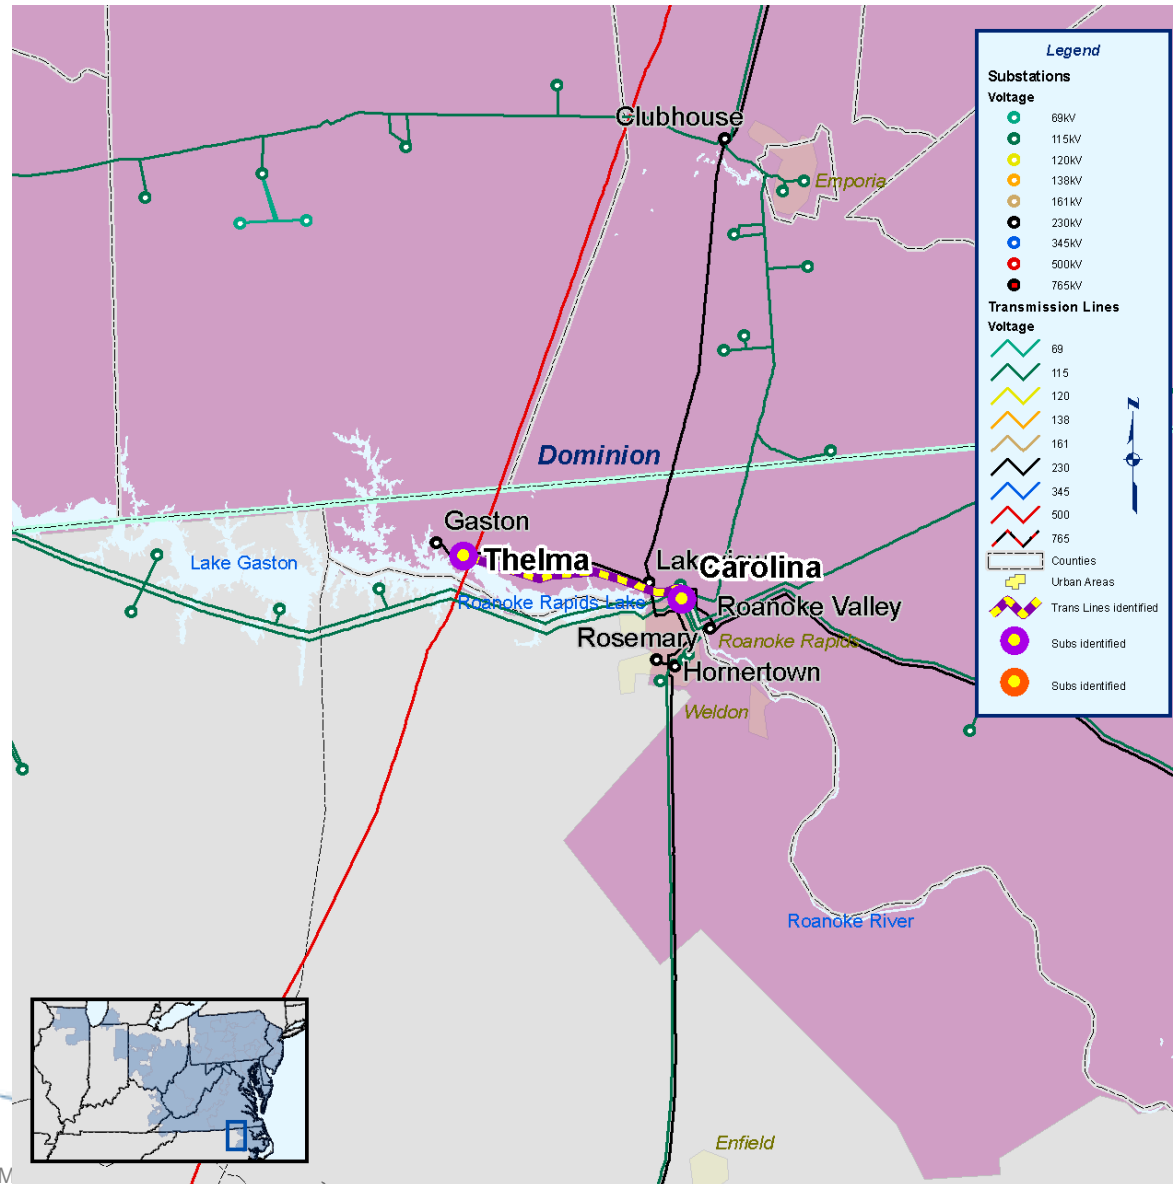 Legend
Substations
Voltage
69kV
115kV
120kV
138kV
161kV
230kV
345kV
500kV
765kV
Transmission Lines
Voltage
69
115
120
138
161
230
345
500
765
Counties
Urban Areas
Trans Lines identified
Subs identified
Subs identified
N
Clubhouse
Emporia
Dominion
Gaston
Thelma
Lake Gaston
Carolina
Roanoke Rapids Lake
Roanoke Valley
Rosemary
Roanoke Rapids
Hornertown
Weldon
Roanoke River
Enfield
M